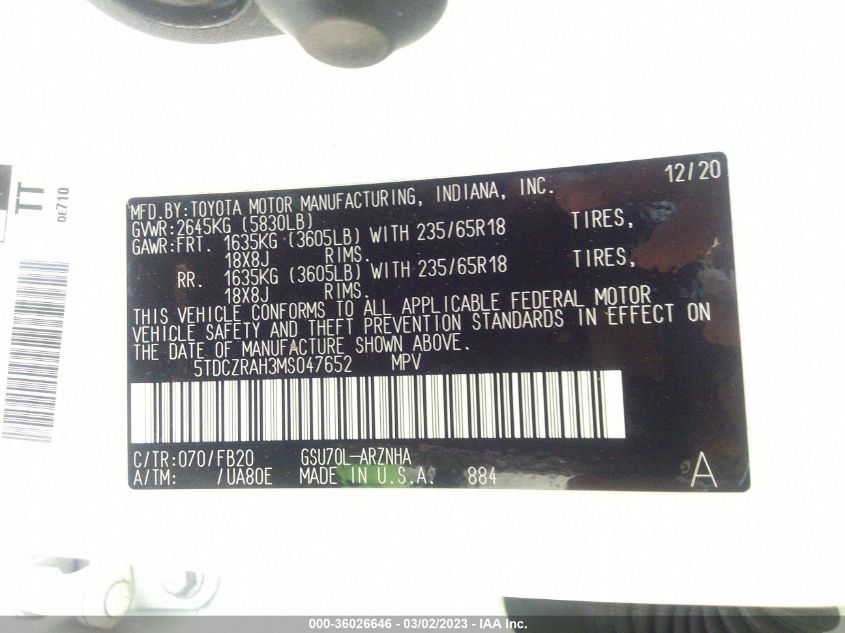 TT
0E710
12/20
MFD.BY:TOYOTA MOTOR MANUFACTURING, INDIANA, INC.
GVWR:2645KG (5830LB)
GAWR:FRT. 1635KG (3605LB) WITH 235/65R18 TIRES,
18X8J RIMS.
RR. 1635KG (3605LB) WITH 235/65R18 TIRES,
18X8J RIMS.
THIS VEHICLE CONFORMS TO ALL APPLICABLE FEDERAL MOTOR
VEHICLE SAFETY AND THEFT PREVENTION STANDARDS IN EFFECT ON
THE DATE OF MANUFACTURE SHOWN ABOVE.
5TDCZRAH3MS047652 MPV
C/TR:070/FB20 GSU70L-ARZNHA
A/TM: /UA80E MADE IN U.S.A. 884
A
000-36026646 - 03/02/2023 - IAA Inc.